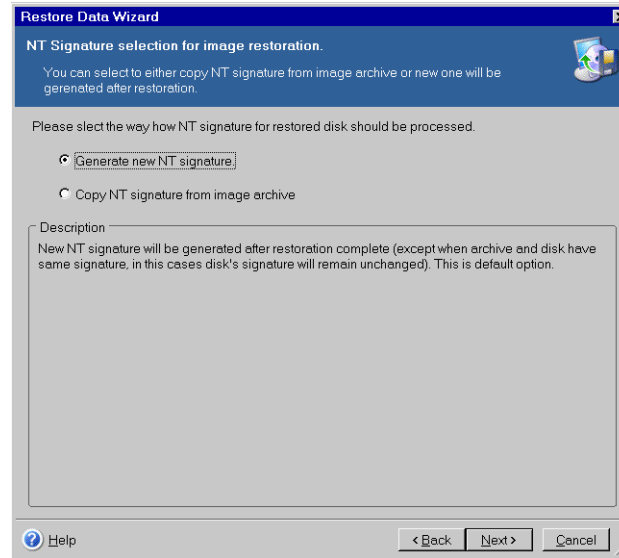 Restore Data Wizard
NT Signature selection for image restoration.
You can select to either copy NT signature from image archive or new one will be
gerenated after restoration.
Please slect the way how NT signature for restored disk should be processed.
Generate new NT signature.
Copy NT signature from image archive
Description
New NT signature will be generated after restoration complete (except when archive and disk have
same signature, in this cases disk's signature will remain unchanged). This is default option.
Help
< Back
Next >
Cancel